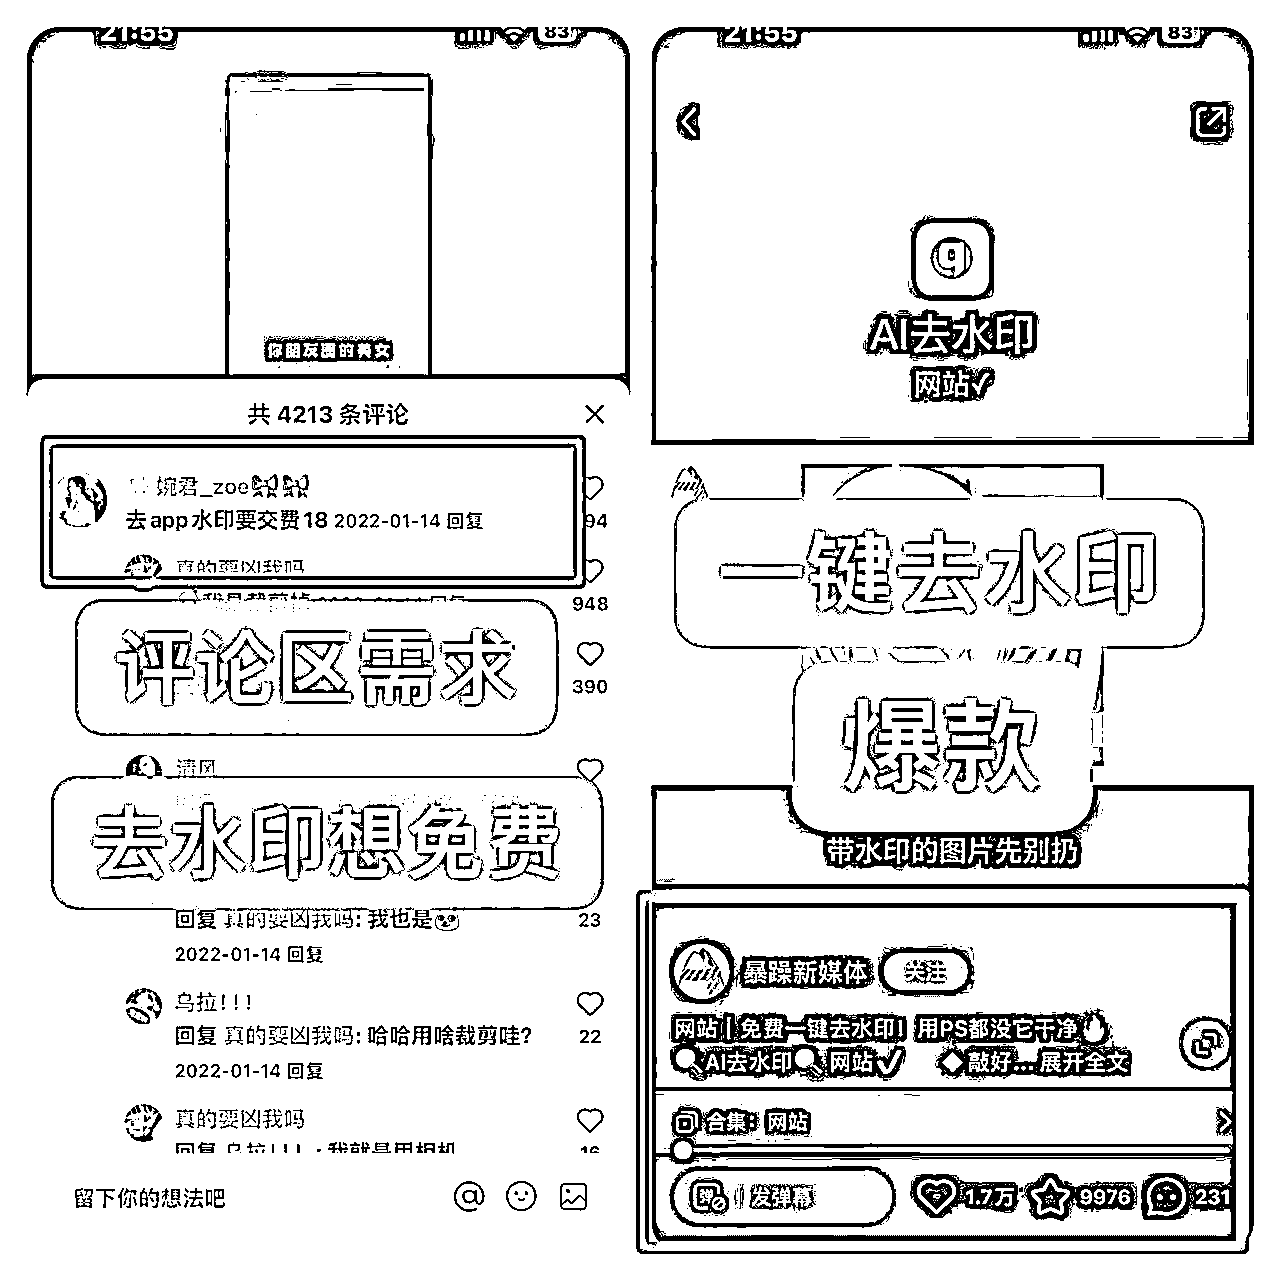 21:55
83
你朋友圈的美女
共 4213 条评论
婉君_zoe
去app水印要交费18 2022-01-14 回复
94
真的要凶我吗
948
评论区需求
390
清风
去水印想免费
回复 真的要凶我吗: 我也是
23
2022-01-14 回复
乌拉!!!
回复 真的要凶我吗: 哈哈用啥裁剪哇?
22
2022-01-14 回复
真的要凶我吗
回复 乌拉!!! : 我就是用相机
16
留下你的想法吧
21:55
83
AI去水印
网站✓
一键去水印
爆款
带水印的图片先别扔
暴躁新媒体 关注
网站 | 免费一键去水印! 用PS都没它干净
AI去水印 网站✓ 敲好... 展开全文
合集: 网站
发弹幕 1.7万 9976 231